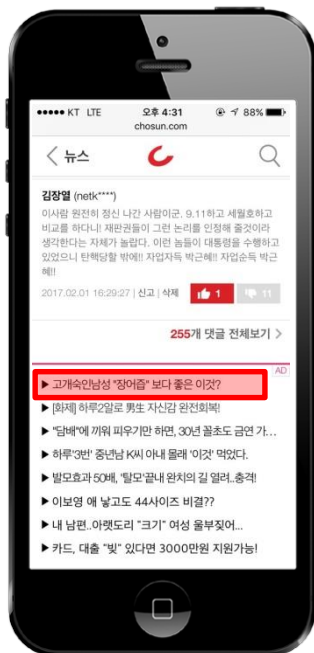 ●●●●● KT LTE 오후 4:31 88%
chosun.com
뉴스
김장열 (netk****)
이사람 원전히 정신 나간 사람이군. 9.11하고 세월호하고
비교를 하다니! 재판권들이 그런 논리를 인정해 줄것이라
생각한다는 자체가 놀랍다. 이런 놈들이 대통령을 수행하고
있었으니 탄핵당할 밖에!! 자업자득 박근혜!! 자업순득 박근
혜!!
2017.02.01 16:29:27 | 신고 | 삭제 1 11
255개 댓글 전체보기 >
AD
▶ 고개숙인남성 "장어즙" 보다 좋은 이것?
▶ [화제] 하루2알로 男生 자신감 완전회복!
▶ "담배"에 끼워 피우기만 하면, 30년 꼴초도 금연 가...
▶ 하루'3번' 중년남 K씨 아내 몰래 '이것' 먹었다.
▶ 발모효과 50배, '탈모'끝내 완치의 길 열려..충격!
▶ 이보영 애 낳고도 44사이즈 비결??
▶ 내 남편..아랫도리 "크기" 여성 울부짖어...
▶ 카드, 대출 "빚" 있다면 3000만원 지원가능!